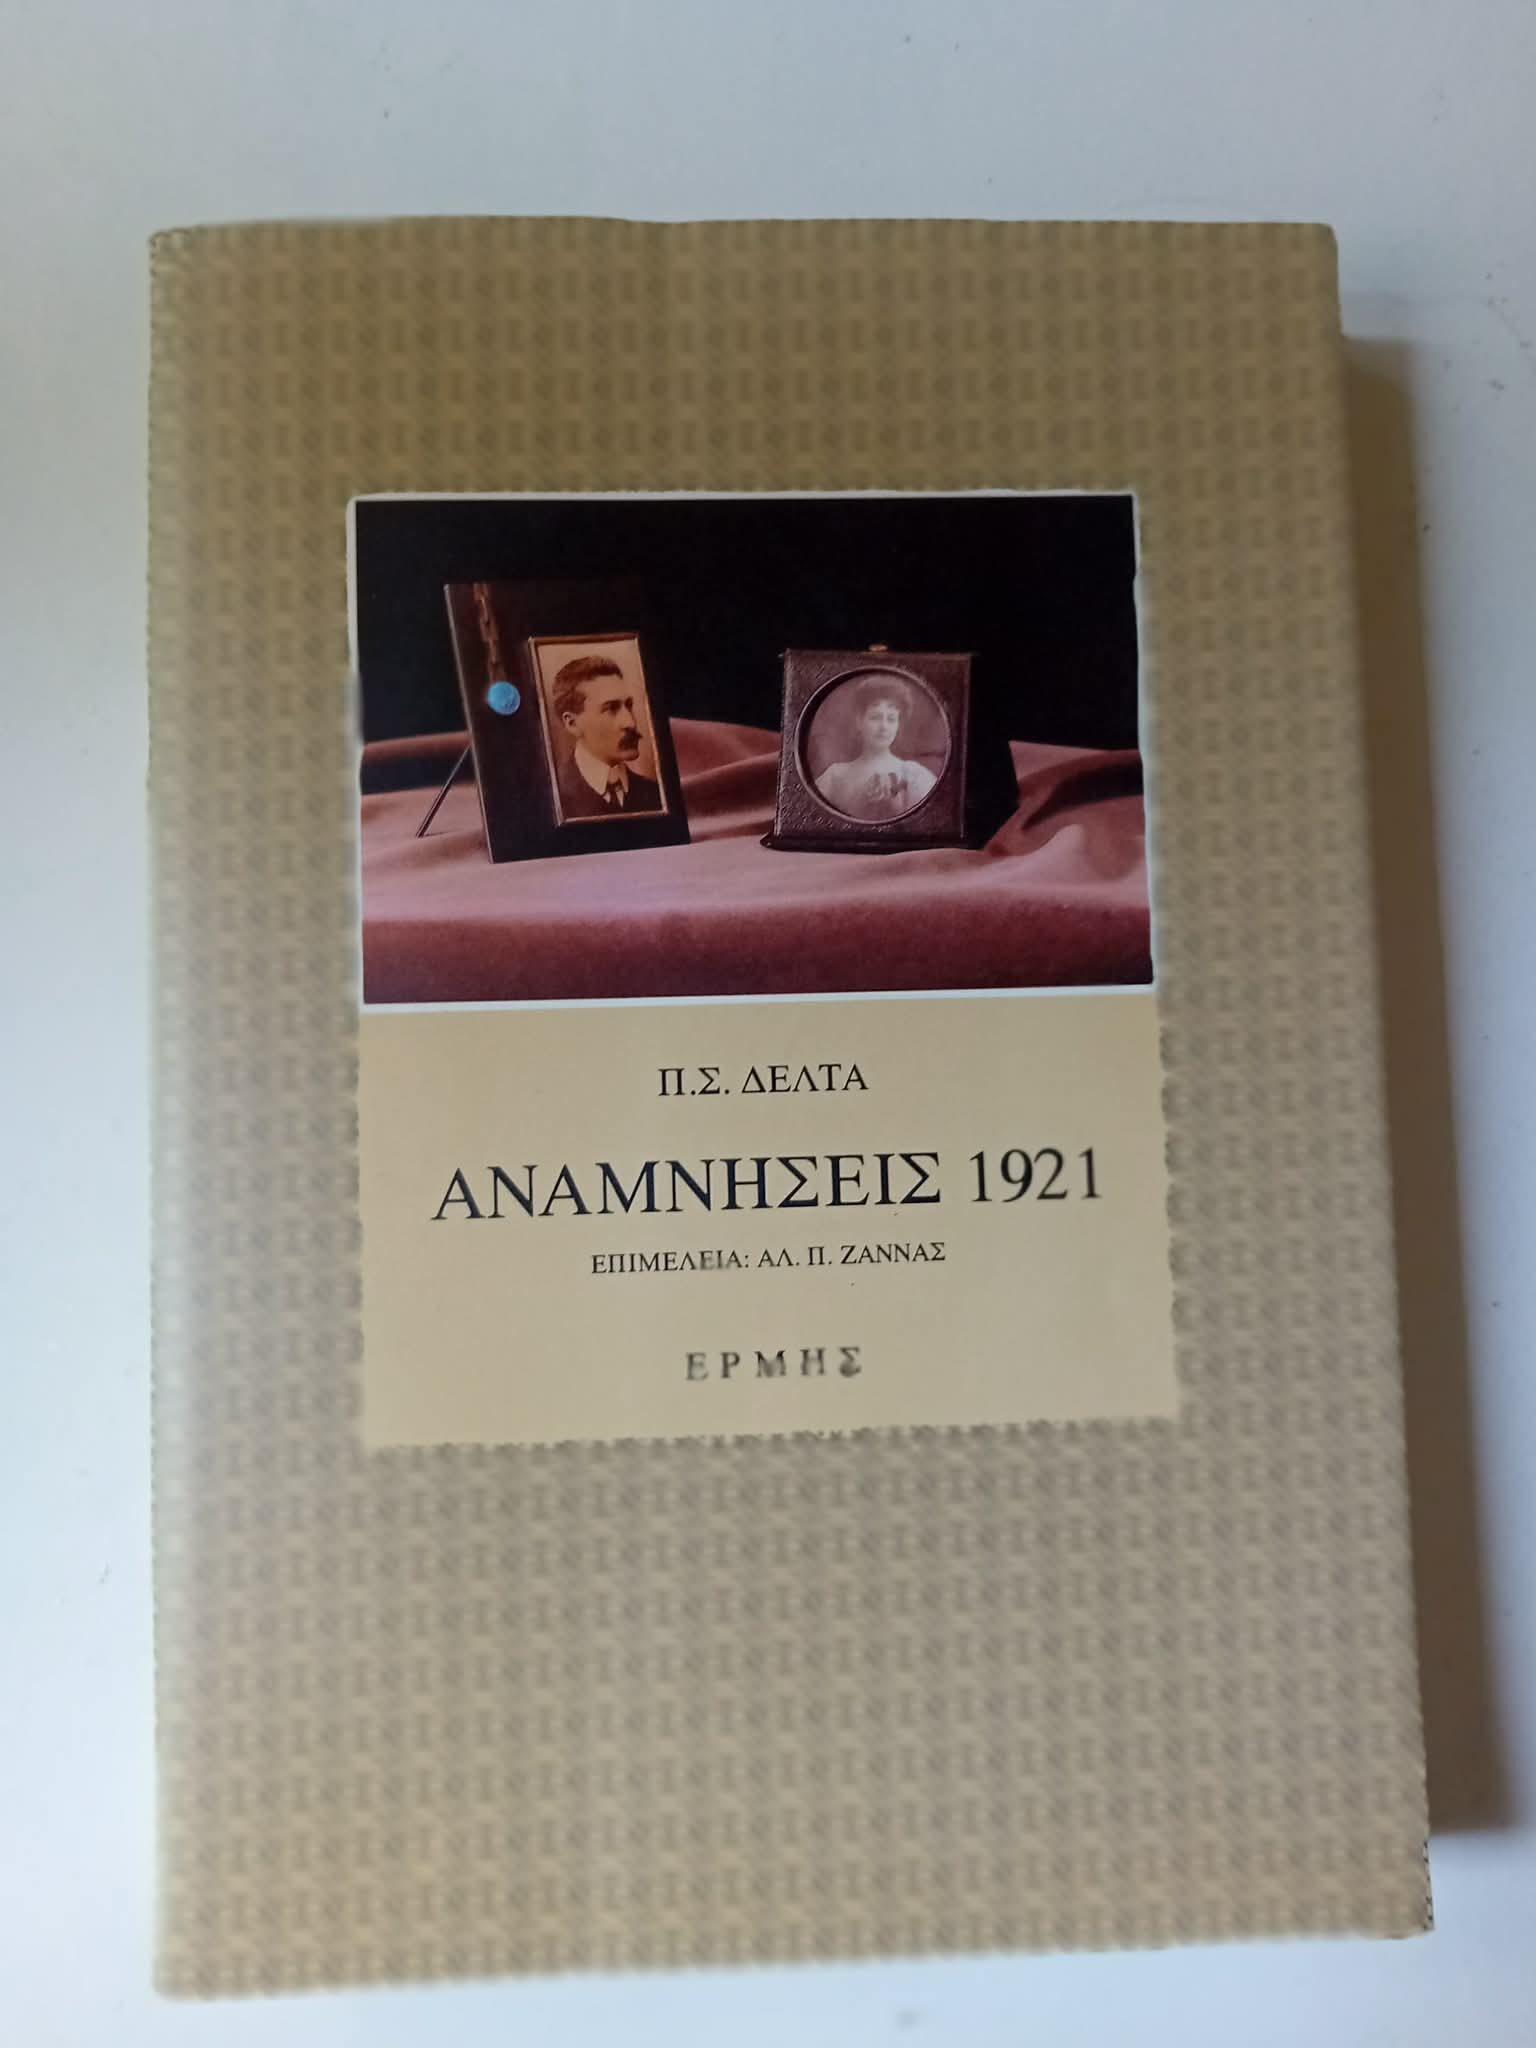 Π.Σ. ΔΕΛΤΑ
ΑΝΑΜΝΗΣΕΙΣ 1921
ΕΠΙΜΕΛΕΙΑ: ΑΛ. Π. ΖΑΝΝΑΣ
ΕΡΜΗΣ